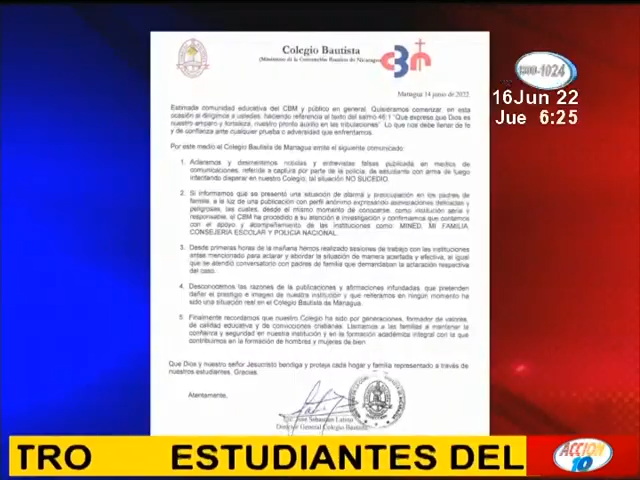 Colegio Bautista
(Ministerio de la Convención Bautista de Nicaragua)
CBM
Managua 14 junio de 2022.
Estimada comunidad educativa del CBM y público en general. Quisiéramos comenzar, en esta
ocasión al dirigirnos a ustedes, haciendo referencia al texto del salmo 46:1 "Que expresa que Dios es
nuestro amparo y fortaleza, nuestro pronto auxilio en las tribulaciones" Lo que nos debe llenar de fe
y de confianza ante cualquier prueba o adversidad que enfrentamos.
Por este medio al Colegio Bautista de Managua emite el siguiente comunicado:
1. Aclaramos y desmentimos noticias y entrevistas falsas publicadas en medios de
comunicaciones, referido a captura por parte de la policía, de estudiante con arma de fuego
intentando disparar en nuestro Colegio, tal situación NO SUCEDIO.
2. Si informamos que se presentó una situación de alarma y preocupación en los padres de
familia, a la luz de una publicación con perfil anónimo expresando aseveraciones delicadas y
peligrosas, las cuales, desde el mismo momento de conocerse, como institución seria y
responsable, el CBM ha procedido a su atención e investigación y confirmamos que contamos
con el apoyo y acompañamiento de las instituciones como: MINED, MI FAMILIA,
CONSEJERIA ESCOLAR Y POLICIA NACIONAL.
3. Desde primeras horas de la mañana hemos realizado sesiones de trabajo con las instituciones
antes mencionado para aclarar y abordar la situación de manera acertada y efectiva, al igual
que se atendió conversatorio con padres de familia que demandaban la aclaración respectiva
del caso.
4. Desconocemos las razones de la publicaciones y afirmaciones infundadas, que pretenden
dañar el prestigio e imagen de nuestra institución y que reiteramos en ningún momento ha
sido una situación real en el Colegio Bautista de Managua.
5. Finalmente recordamos que nuestro Colegio ha sido por generaciones, formador de valores,
de calidad educativa y de convicciones cristianas. Llamamos a las familias a mantener la
confianza y seguridad en nuestra institución y en la formación académica integral con la que
contribuimos en la formación de hombres y mujeres de bien.
Que Dios y nuestro señor Jesucristo bendiga y proteja cada hogar y familia representado a través de
nuestros estudiantes. Gracias.
Atentamente,
Director General Colegio Bautista
1800-1024
16Jun 22
Jue 6:25
TRO ESTUDIANTES DEL
ACCION
10